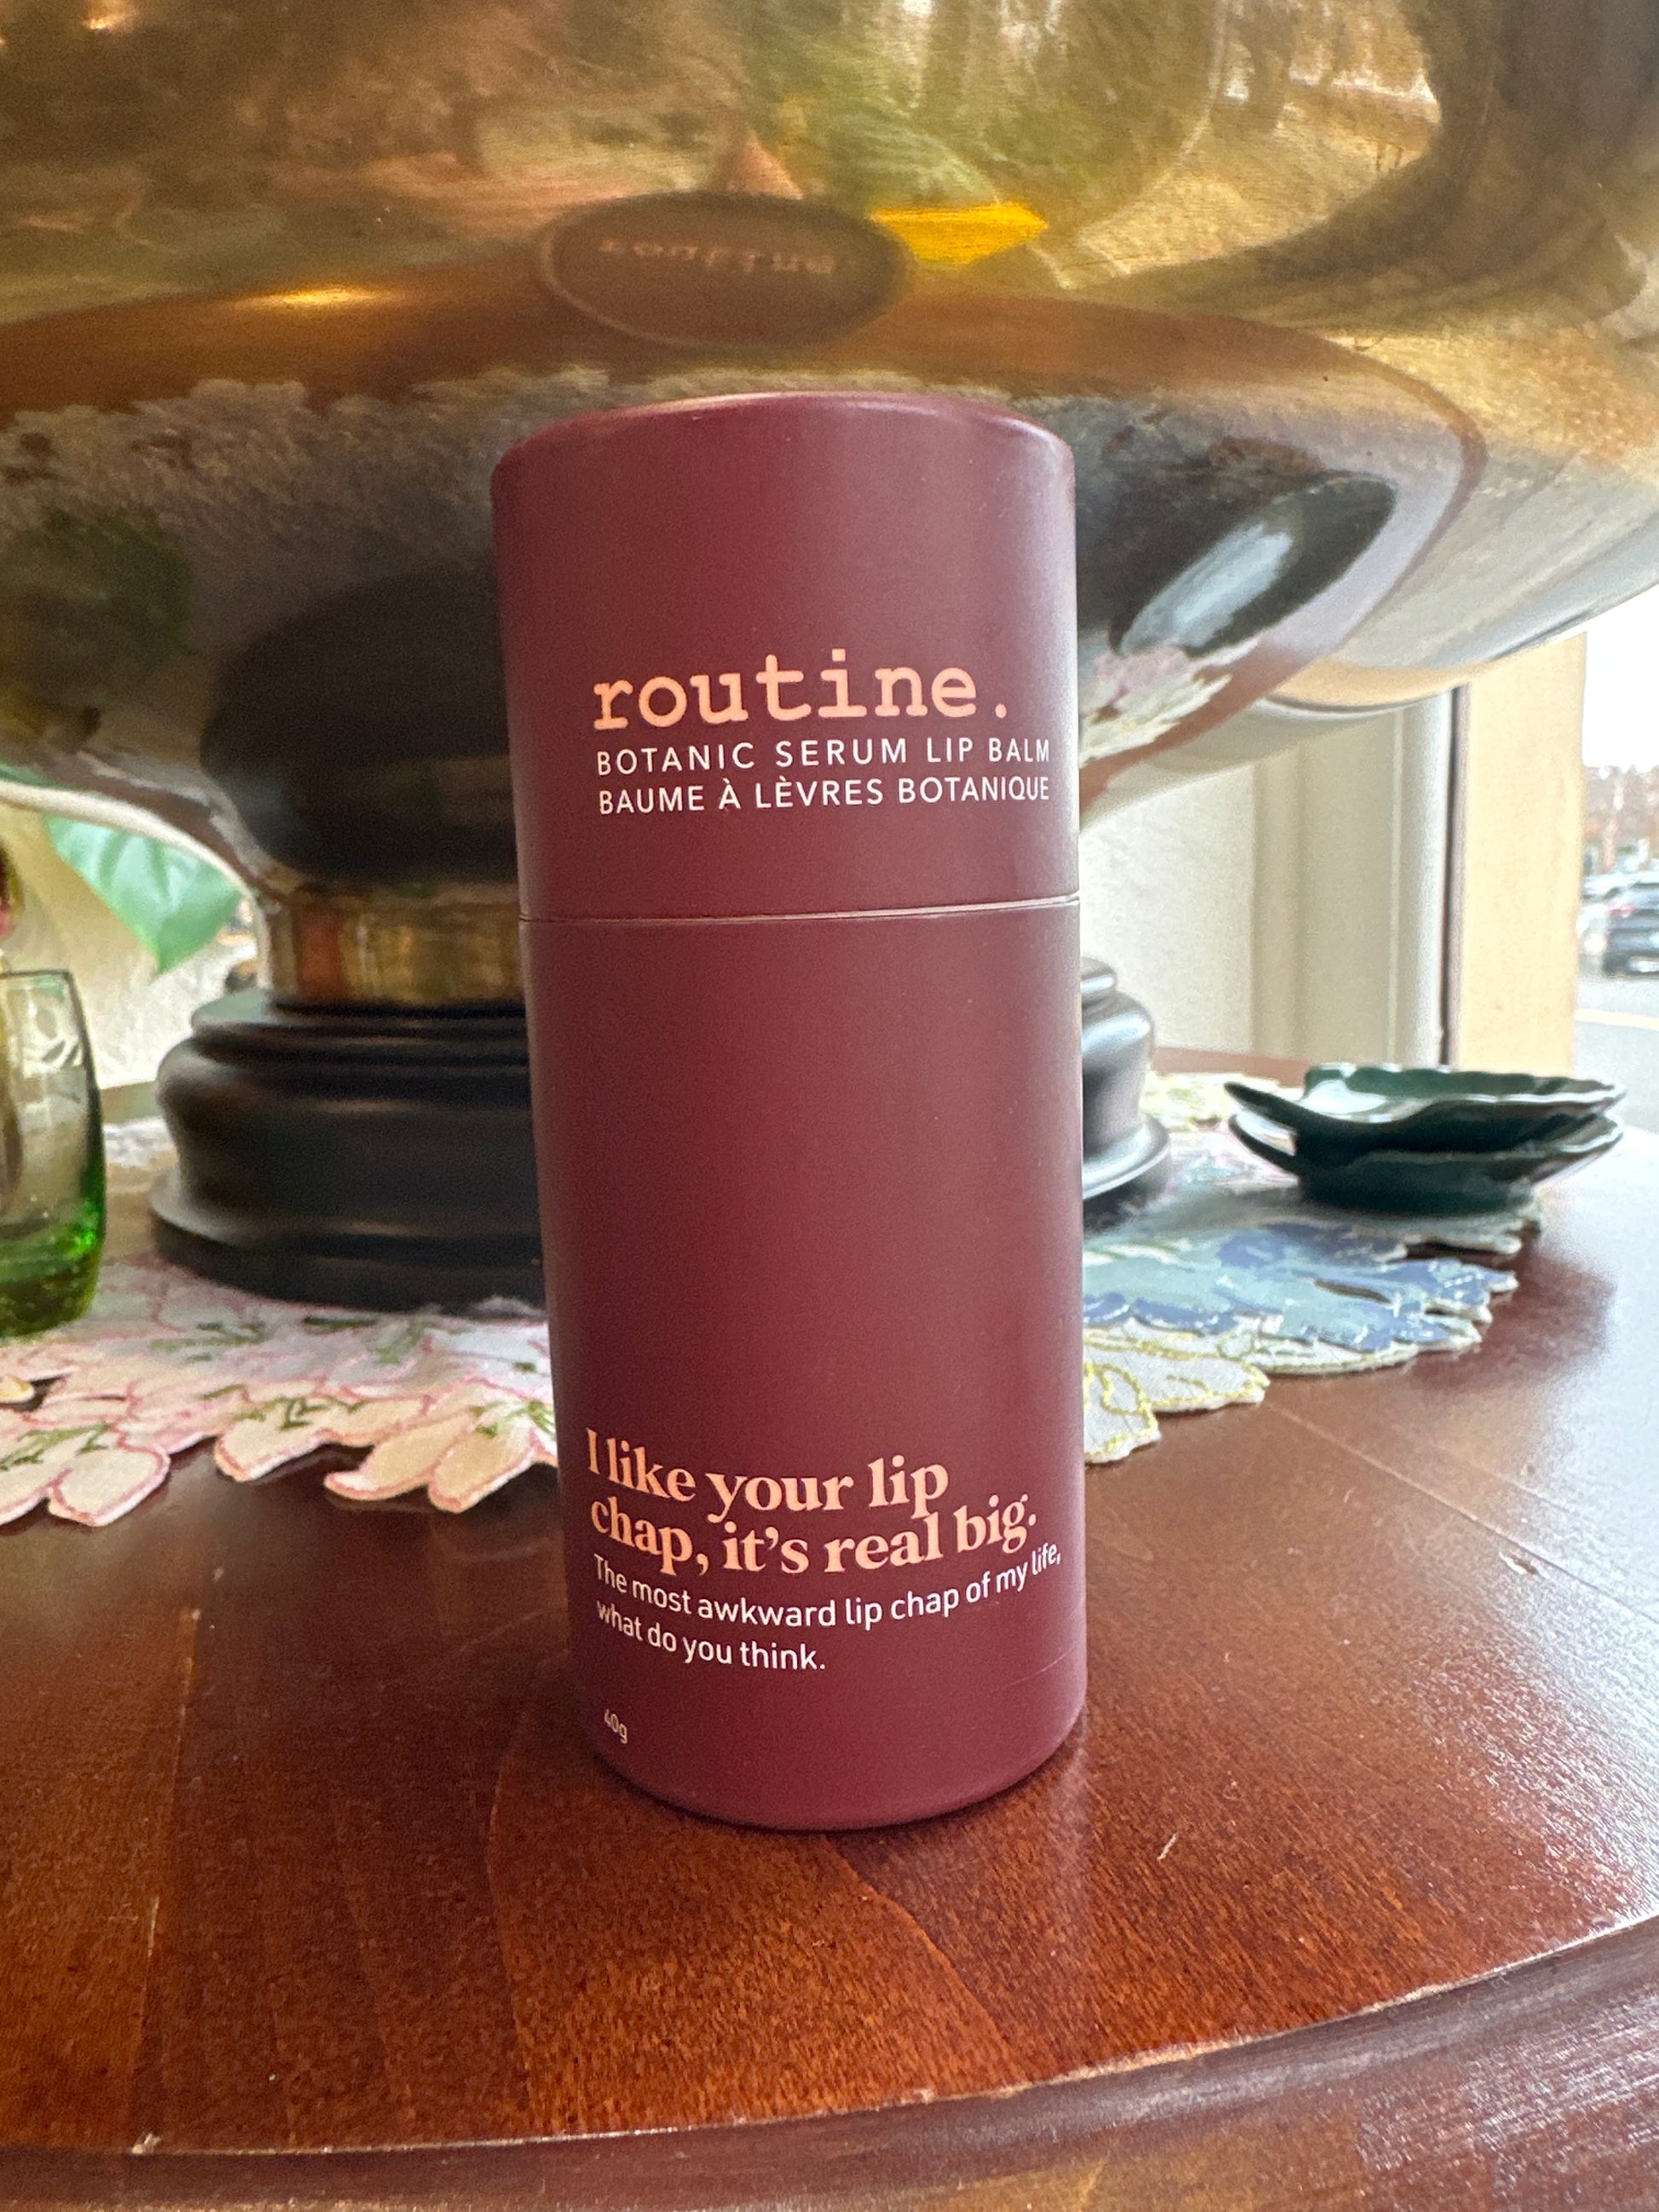 routine.
BOTANIC SERUM LIP BALM
BAUME À LÈVRES BOTANIQUE
I like your lip
chap, it's real big.
The most awkward lip chap of my life,
what do you think.
40g